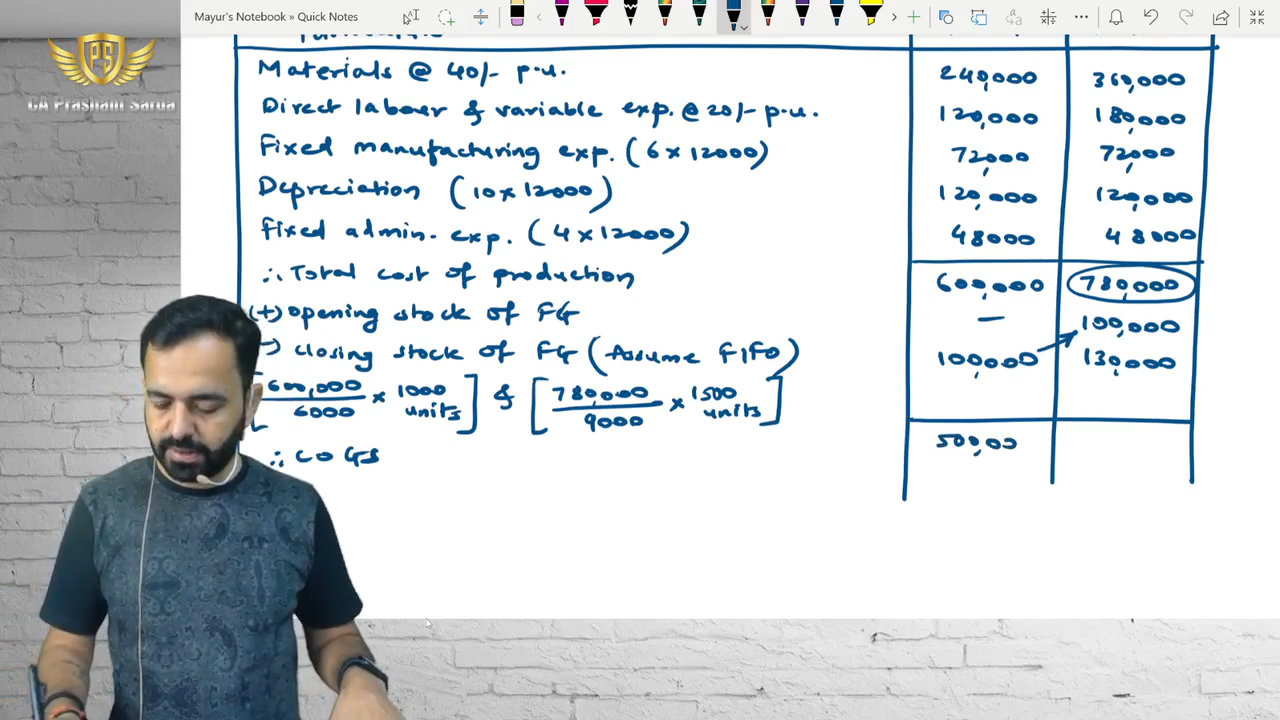 Mayur's Notebook » Quick Notes
PS
CA Prashant Sarda
Particulars
Materials @ 40/- p.u. 240,000 360,000
Direct labour & variable exp. @ 20/- p.u. 120,000 180,000
Fixed manufacturing exp. (6 x 12000) 72000 72000
Depreciation (10 x 12000) 120,000 120,000
Fixed admin. exp. (4 x 12000) 48000 48000
∴ Total cost of production 600,000 780,000
(+) opening stock of FG — 100,000
-) closing stock of FG (Assume FIFO) 100,000 130,000
[600,000/6000 x 1000 units] & [780,000/9000 x 1500 units]
∴ COGS 500,00